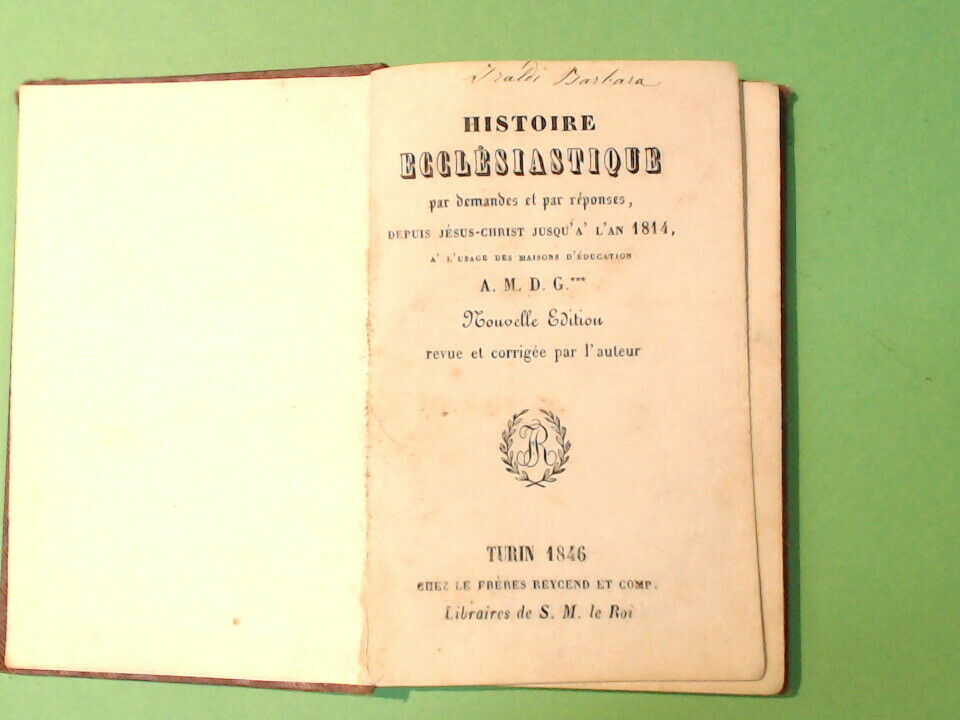 Iraldi Barbara
HISTOIRE
ECCLÉSIASTIQUE
par demandes et par réponses,
DEPUIS JÉSUS-CHRIST JUSQU'A' L'AN 1814,
A' L'USAGE DES MAISONS D'ÉDUCATION
A. M. D. G.***
Nouvelle Edition
revue et corrigée par l'auteur
JR
TURIN 1846
CHEZ LE FRÈRES REYCEND ET COMP.
Libraires de S. M. le Roi